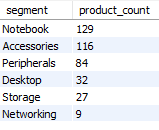 segment product_count
Notebook 129
Accessories 116
Peripherals 84
Desktop 32
Storage 27
Networking 9